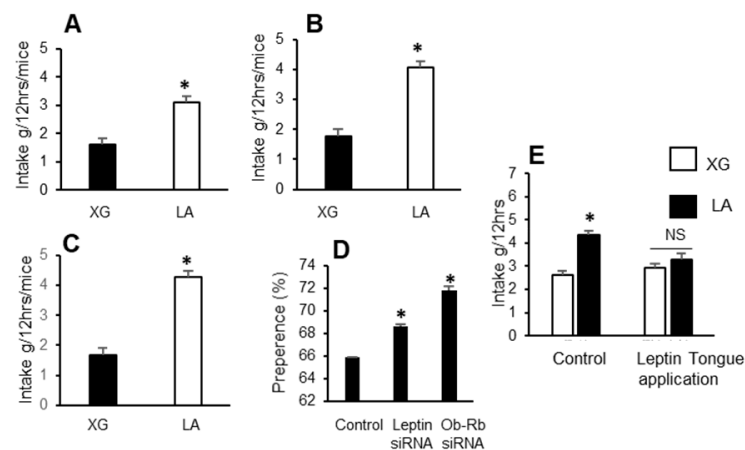 A
Intake g/12hrs/mice
5
4
3
2
1
0
*
XG
LA
B
Intake g/12hrs/mice
5
4
3
2
1
0
*
XG
LA
C
Intake g/12hrs/mice
5
4
3
2
1
0
*
XG
LA
D
Preperence (%)
74
72
70
68
66
64
62
*
*
Control
Leptin
siRNA
Ob-Rb
siRNA
E
XG
LA
Intake g/12hrs
7
6
5
4
3
2
1
0
*
NS
Control
Leptin Tongue
application